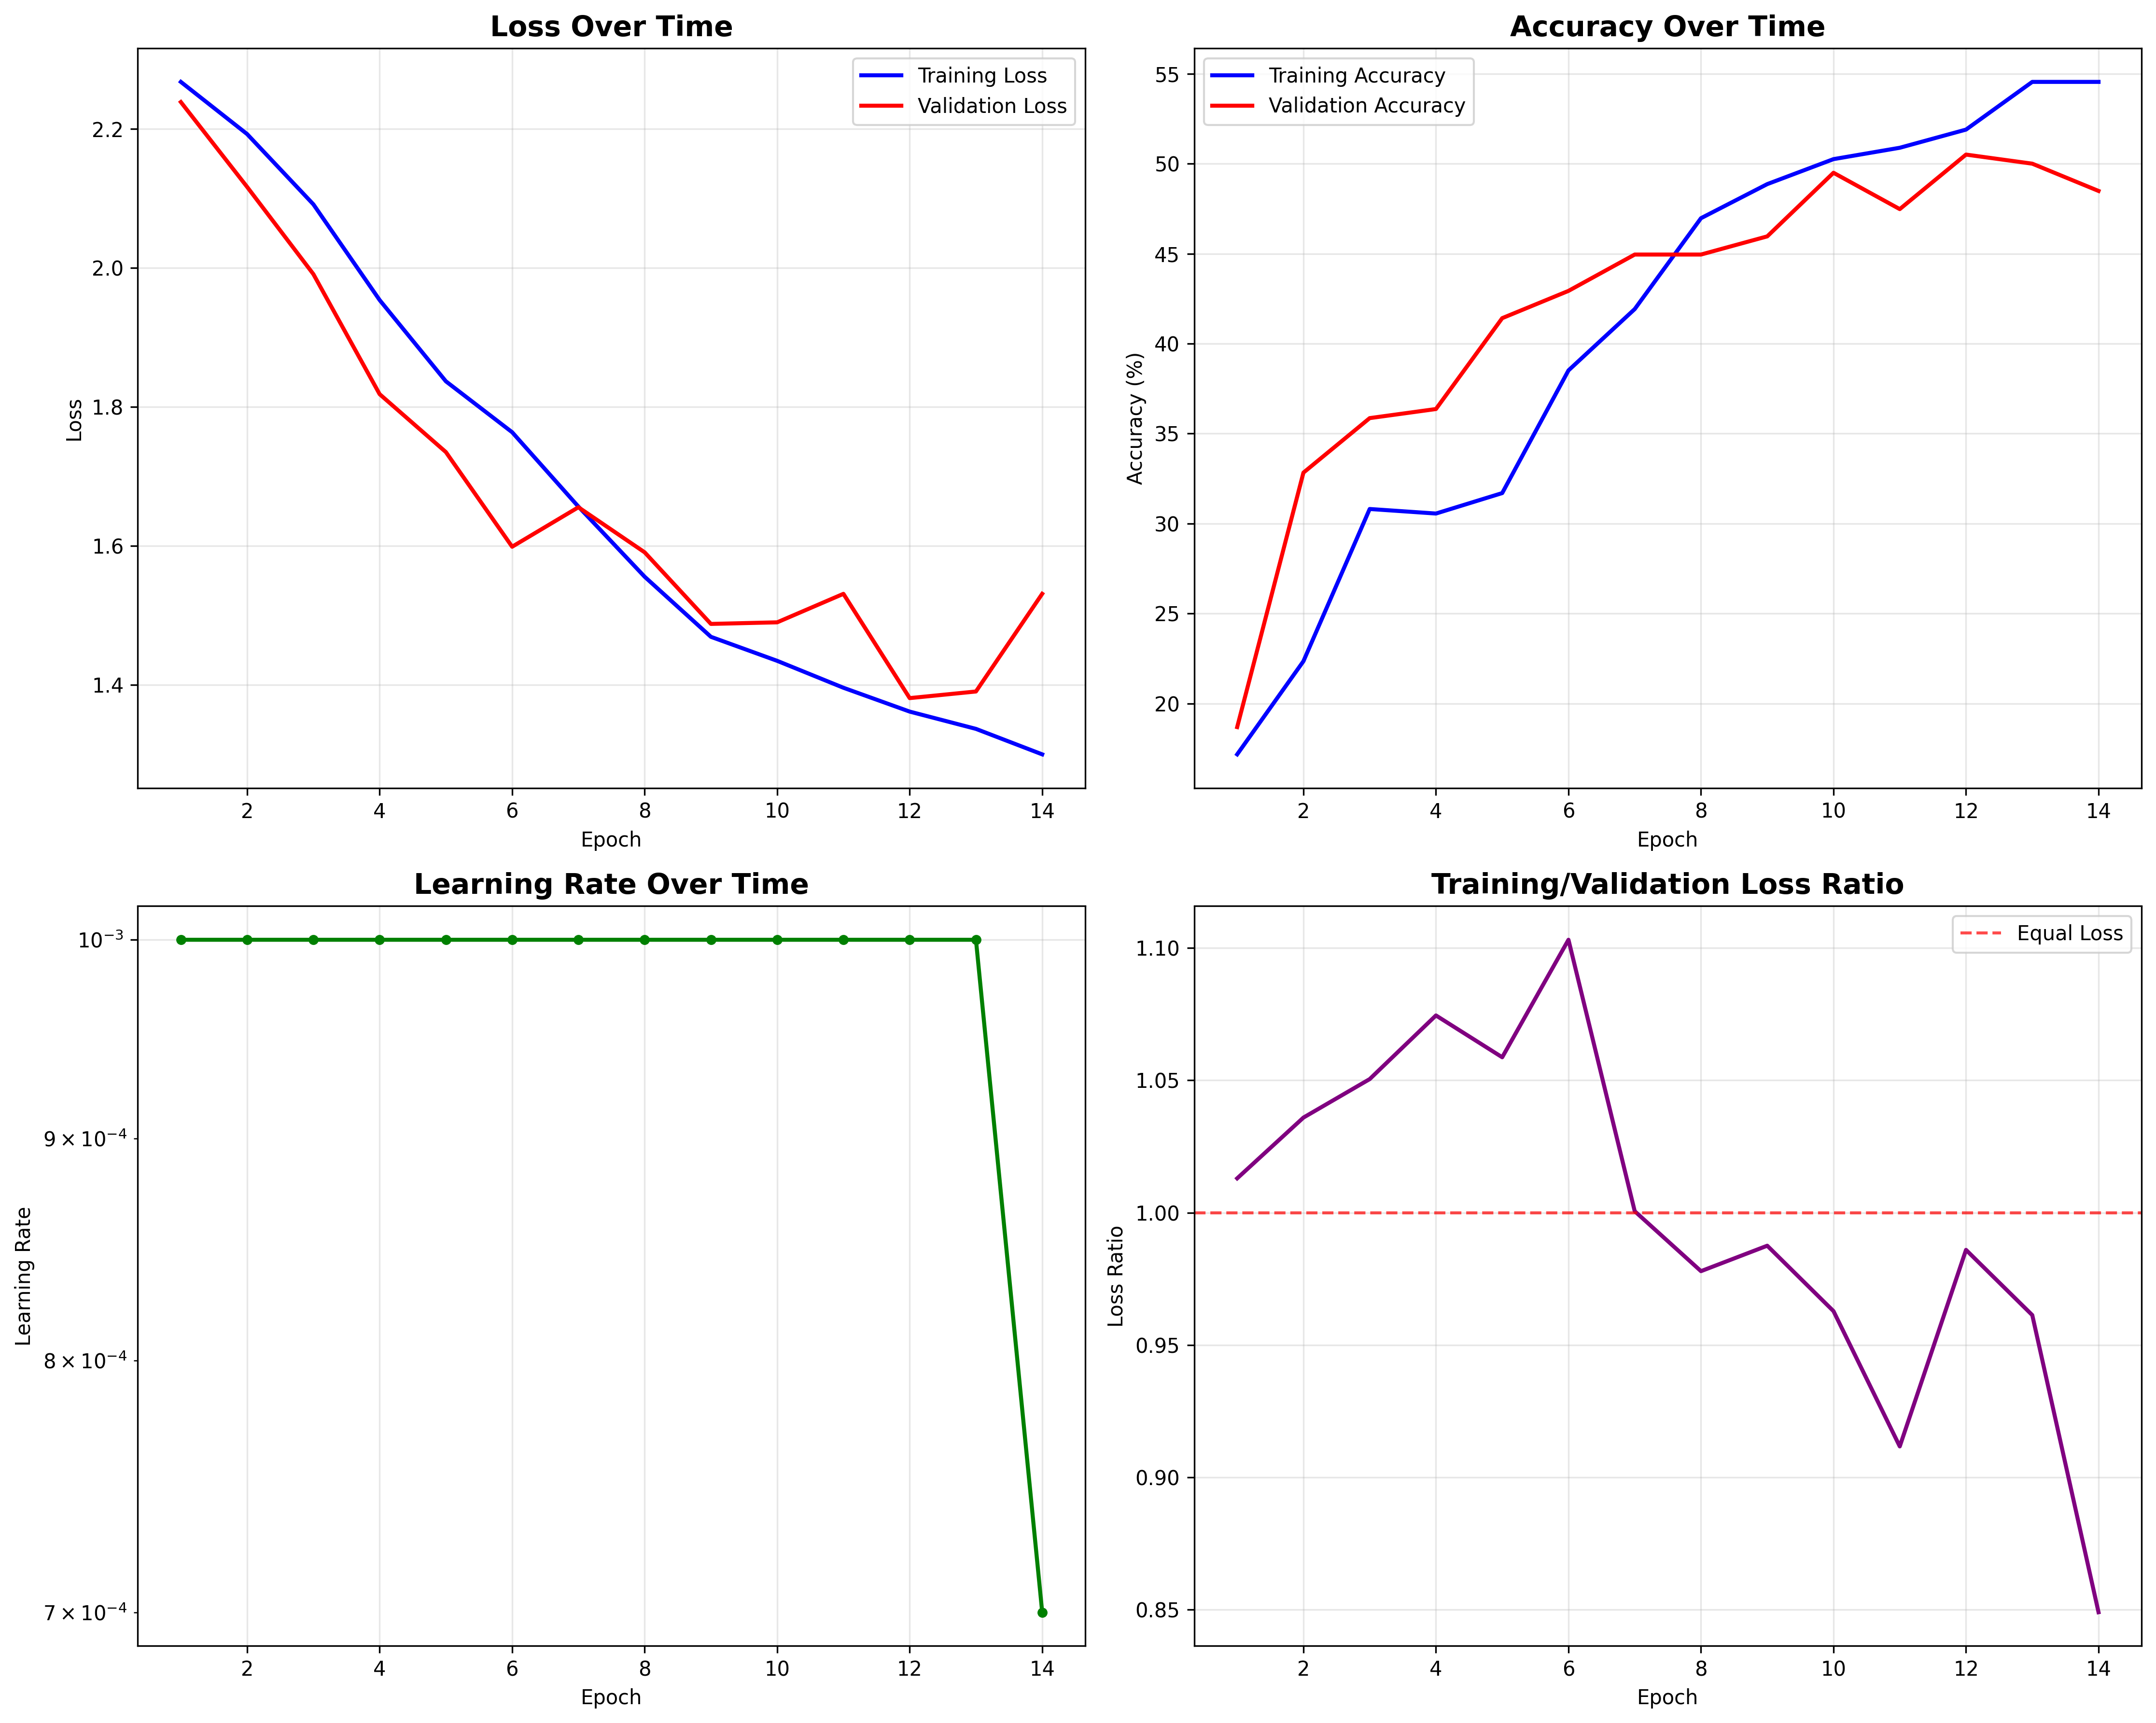 Loss Over Time
Training Loss
Validation Loss
2.2
2.0
1.8
1.6
1.4
Loss
2 4 6 8 10 12 14
Epoch
Accuracy Over Time
Training Accuracy
Validation Accuracy
55
50
45
40
35
30
25
20
Accuracy (%)
2 4 6 8 10 12 14
Epoch
Learning Rate Over Time
10⁻³
9 × 10⁻⁴
8 × 10⁻⁴
7 × 10⁻⁴
Learning Rate
2 4 6 8 10 12 14
Epoch
Training/Validation Loss Ratio
Equal Loss
1.10
1.05
1.00
0.95
0.90
0.85
Loss Ratio
2 4 6 8 10 12 14
Epoch